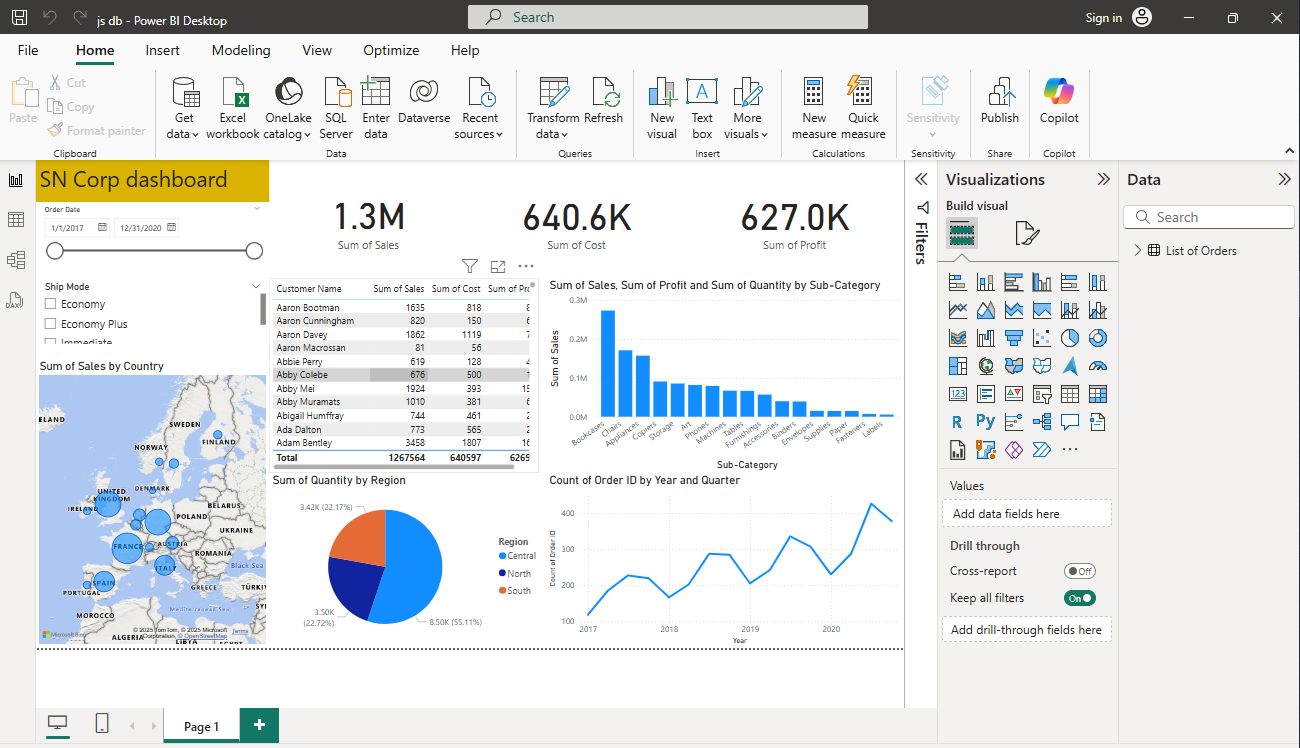 js db - Power BI Desktop
Search
Sign in
File Home Insert Modeling View Optimize Help
Paste
Cut
Copy
Format painter
Clipboard
Get data
Excel workbook
OneLake catalog
SQL Server
Enter data
Dataverse
Recent sources
Data
Transform data
Refresh
Queries
New visual
Text box
More visuals
Insert
New measure
Quick measure
Calculations
Sensitivity
Sensitivity
Publish
Share
Copilot
Copilot
SN Corp dashboard
Order Date
1/1/2017 12/31/2020
Ship Mode
Economy
Economy Plus
Immediate
1.3M
Sum of Sales
640.6K
Sum of Cost
627.0K
Sum of Profit
Customer Name Sum of Sales Sum of Cost Sum of Pro
Aaron Bootman 1635 818
Aaron Cunningham 820 150
Aaron Davey 1862 1119
Aaron Macrossan 81 56
Abbie Perry 619 128
Abby Colebe 676 500
Abby Mei 1924 393 15
Abby Muramats 1010 381
Abigail Humffray 744 461
Ada Dalton 773 565
Adam Bentley 3458 1807 16
Total 1267564 640597 6269
Sum of Sales, Sum of Profit and Sum of Quantity by Sub-Category
Sum of Sales
0.3M
0.2M
0.1M
0.0M
Bookcases
Chairs
Appliances
Copiers
Storage
Art
Phones
Machines
Tables
Furnishings
Accessories
Binders
Envelopes
Supplies
Paper
Fasteners
Labels
Sub-Category
Sum of Sales by Country
ELAND
SWEDEN
NORWAY
FINLAND
DENMARK
UNITED KINGDOM
IRELAND
BELARUS
POLAND
UKRAINE
FRANCE
AUSTRIA
ROMANIA
ITALY
Black Sea
SPAIN
PORTUGAL
GREECE
TÜRKİY
Mediterranean Sea
SY
MOROCCO
ALGERIA
LIBYA
Microsoft
© 2025 TomTom, © 2025 Microsoft
Corporation, © OpenStreetMap
Terms
Sum of Quantity by Region
3.42K (22.17%)
3.50K
(22.72%)
8.50K (55.11%)
Region
Central
North
South
Count of Order ID by Year and Quarter
Count of Order ID
400
300
200
100
2017 2018 2019 2020
Year
Filters
Visualizations
Build visual
123
R
Py
Values
Add data fields here
Drill through
Cross-report Off
Keep all filters On
Add drill-through fields here
Data
Search
List of Orders
DAX
Page 1